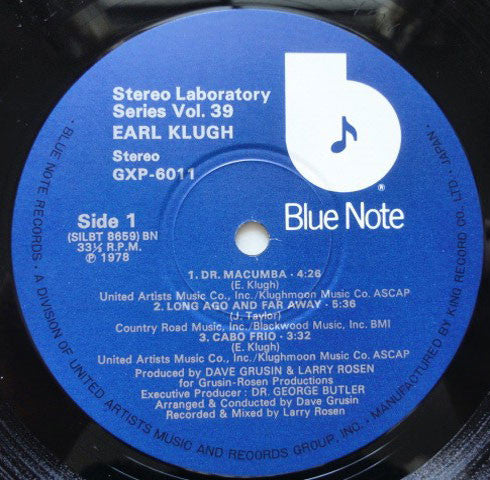 Stereo Laboratory
Series Vol. 39
EARL KLUGH
Stereo
GXP-6011
®
Blue Note
Side 1
(SILBT 8659) BN
33⅓ R.P.M.
℗ 1978
1. DR. MACUMBA · 4:26
(E. Klugh)
United Artists Music Co., Inc./Klughmoon Music Co. ASCAP
2. LONG AGO AND FAR AWAY · 5:36
(J. Taylor)
Country Road Music, Inc./Blackwood Music, Inc. BMI
3. CABO FRIO · 3:32
(E. Klugh)
United Artists Music Co., Inc./Klughmoon Music Co. ASCAP
Produced by DAVE GRUSIN & LARRY ROSEN
for Grusin-Rosen Productions
Executive Producer : DR. GEORGE BUTLER
Arranged & Conducted by Dave Grusin
Recorded & Mixed by Larry Rosen
· BLUE NOTE RECORDS · A DIVISION OF UNITED ARTISTS MUSIC AND RECORDS GROUP, INC. · MANUFACTURED BY KING RECORD CO., LTD · JAPAN ·